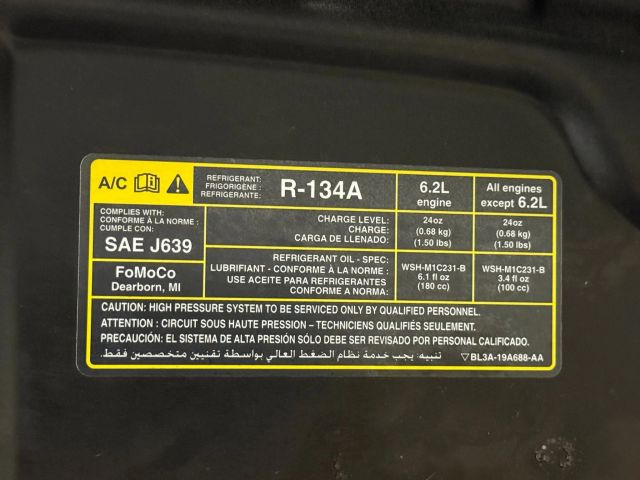 A/C
REFRIGERANT:
FRIGORIGÈNE :
REFRIGERANTE:
R-134A
6.2L
engine
All engines
except 6.2L
COMPLIES WITH:
CONFORME À LA NORME :
CUMPLE CON:
SAE J639
CHARGE LEVEL:
CHARGE:
CARGA DE LLENADO:
24oz
(0.68 kg)
(1.50 lbs)
24oz
(0.68 kg)
(1.50 lbs)
FoMoCo
Dearborn, MI
REFRIGERANT OIL - SPEC:
LUBRIFIANT - CONFORME À LA NORME :
USE ACEITE PARA REFRIGERANTES
CONFORME A NORMA:
WSH-M1C231-B
6.1 fl oz
(180 cc)
WSH-M1C231-B
3.4 fl oz
(100 cc)
CAUTION: HIGH PRESSURE SYSTEM TO BE SERVICED ONLY BY QUALIFIED PERSONNEL.
ATTENTION : CIRCUIT SOUS HAUTE PRESSION – TECHNICIENS QUALIFIÉS SEULEMENT.
PRECAUCIÓN: EL SISTEMA DE ALTA PRESIÓN SÓLO DEBE SER REVISADO POR PERSONAL CALIFICADO.
تنبيه: يجب خدمة نظام الضغط العالي بواسطة تقنيين متخصصين فقط.
▽BL3A-19A688-AA